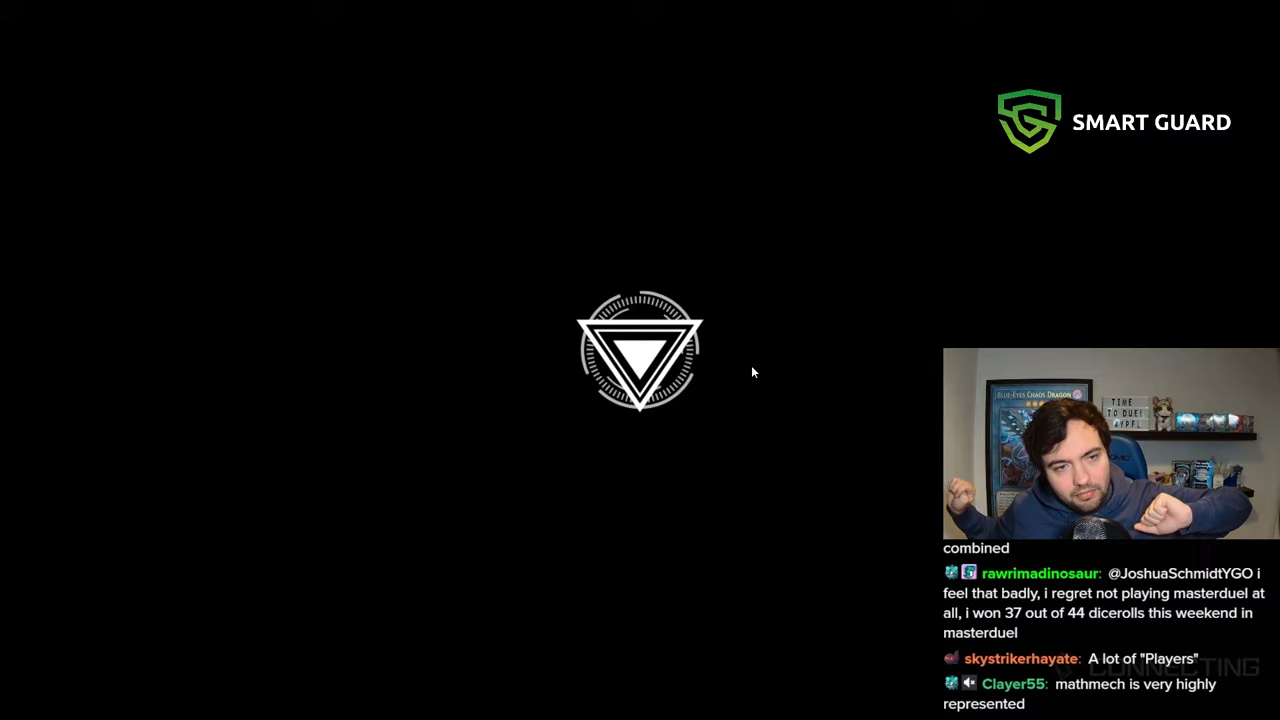 SMART GUARD
BLUE-EYES CHAOS DRAGON
TIME
TO DUEL
combined
rawrimadinosaur: @JoshuaSchmidtYGO i
feel that badly, i regret not playing masterduel at
all, i won 37 out of 44 dicerolls this weekend in
masterduel
skystrikerhayate: A lot of "Players"
CONNECTING
Clayer55: mathmech is very highly
represented